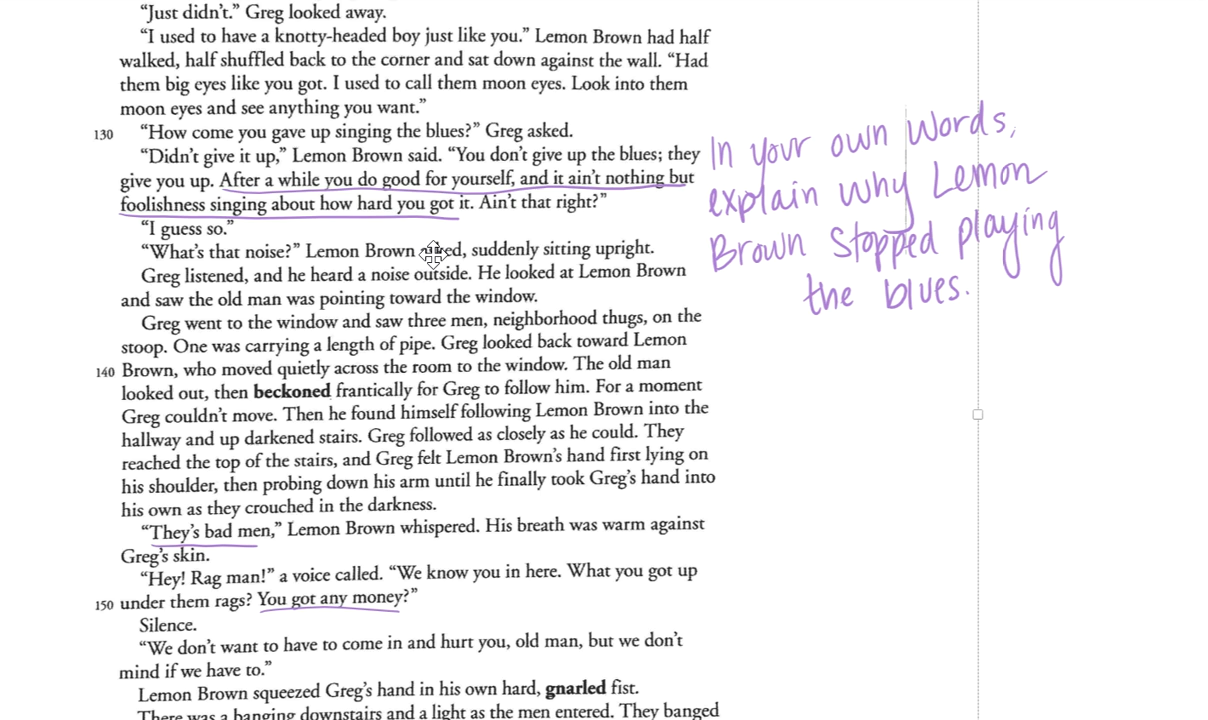 “Just didn’t.” Greg looked away.
“I used to have a knotty-headed boy just like you.” Lemon Brown had half
walked, half shuffled back to the corner and sat down against the wall. “Had
them big eyes like you got. I used to call them moon eyes. Look into them
moon eyes and see anything you want.”
130 “How come you gave up singing the blues?” Greg asked.
“Didn’t give it up,” Lemon Brown said. “You don’t give up the blues; they
give you up. After a while you do good for yourself, and it ain’t nothing but
foolishness singing about how hard you got it. Ain’t that right?”
“I guess so.”
“What’s that noise?” Lemon Brown asked, suddenly sitting upright.
Greg listened, and he heard a noise outside. He looked at Lemon Brown
and saw the old man was pointing toward the window.
Greg went to the window and saw three men, neighborhood thugs, on the
stoop. One was carrying a length of pipe. Greg looked back toward Lemon
140 Brown, who moved quietly across the room to the window. The old man
looked out, then beckoned frantically for Greg to follow him. For a moment
Greg couldn’t move. Then he found himself following Lemon Brown into the
hallway and up darkened stairs. Greg followed as closely as he could. They
reached the top of the stairs, and Greg felt Lemon Brown’s hand first lying on
his shoulder, then probing down his arm until he finally took Greg’s hand into
his own as they crouched in the darkness.
“They’s bad men,” Lemon Brown whispered. His breath was warm against
Greg’s skin.
“Hey! Rag man!” a voice called. “We know you in here. What you got up
150 under them rags? You got any money?”
Silence.
“We don’t want to have to come in and hurt you, old man, but we don’t
mind if we have to.”
Lemon Brown squeezed Greg’s hand in his own hard, gnarled fist.
There was a banging downstairs and a light as the men entered. They banged
In your own words,
explain why Lemon
Brown stopped playing
the blues.